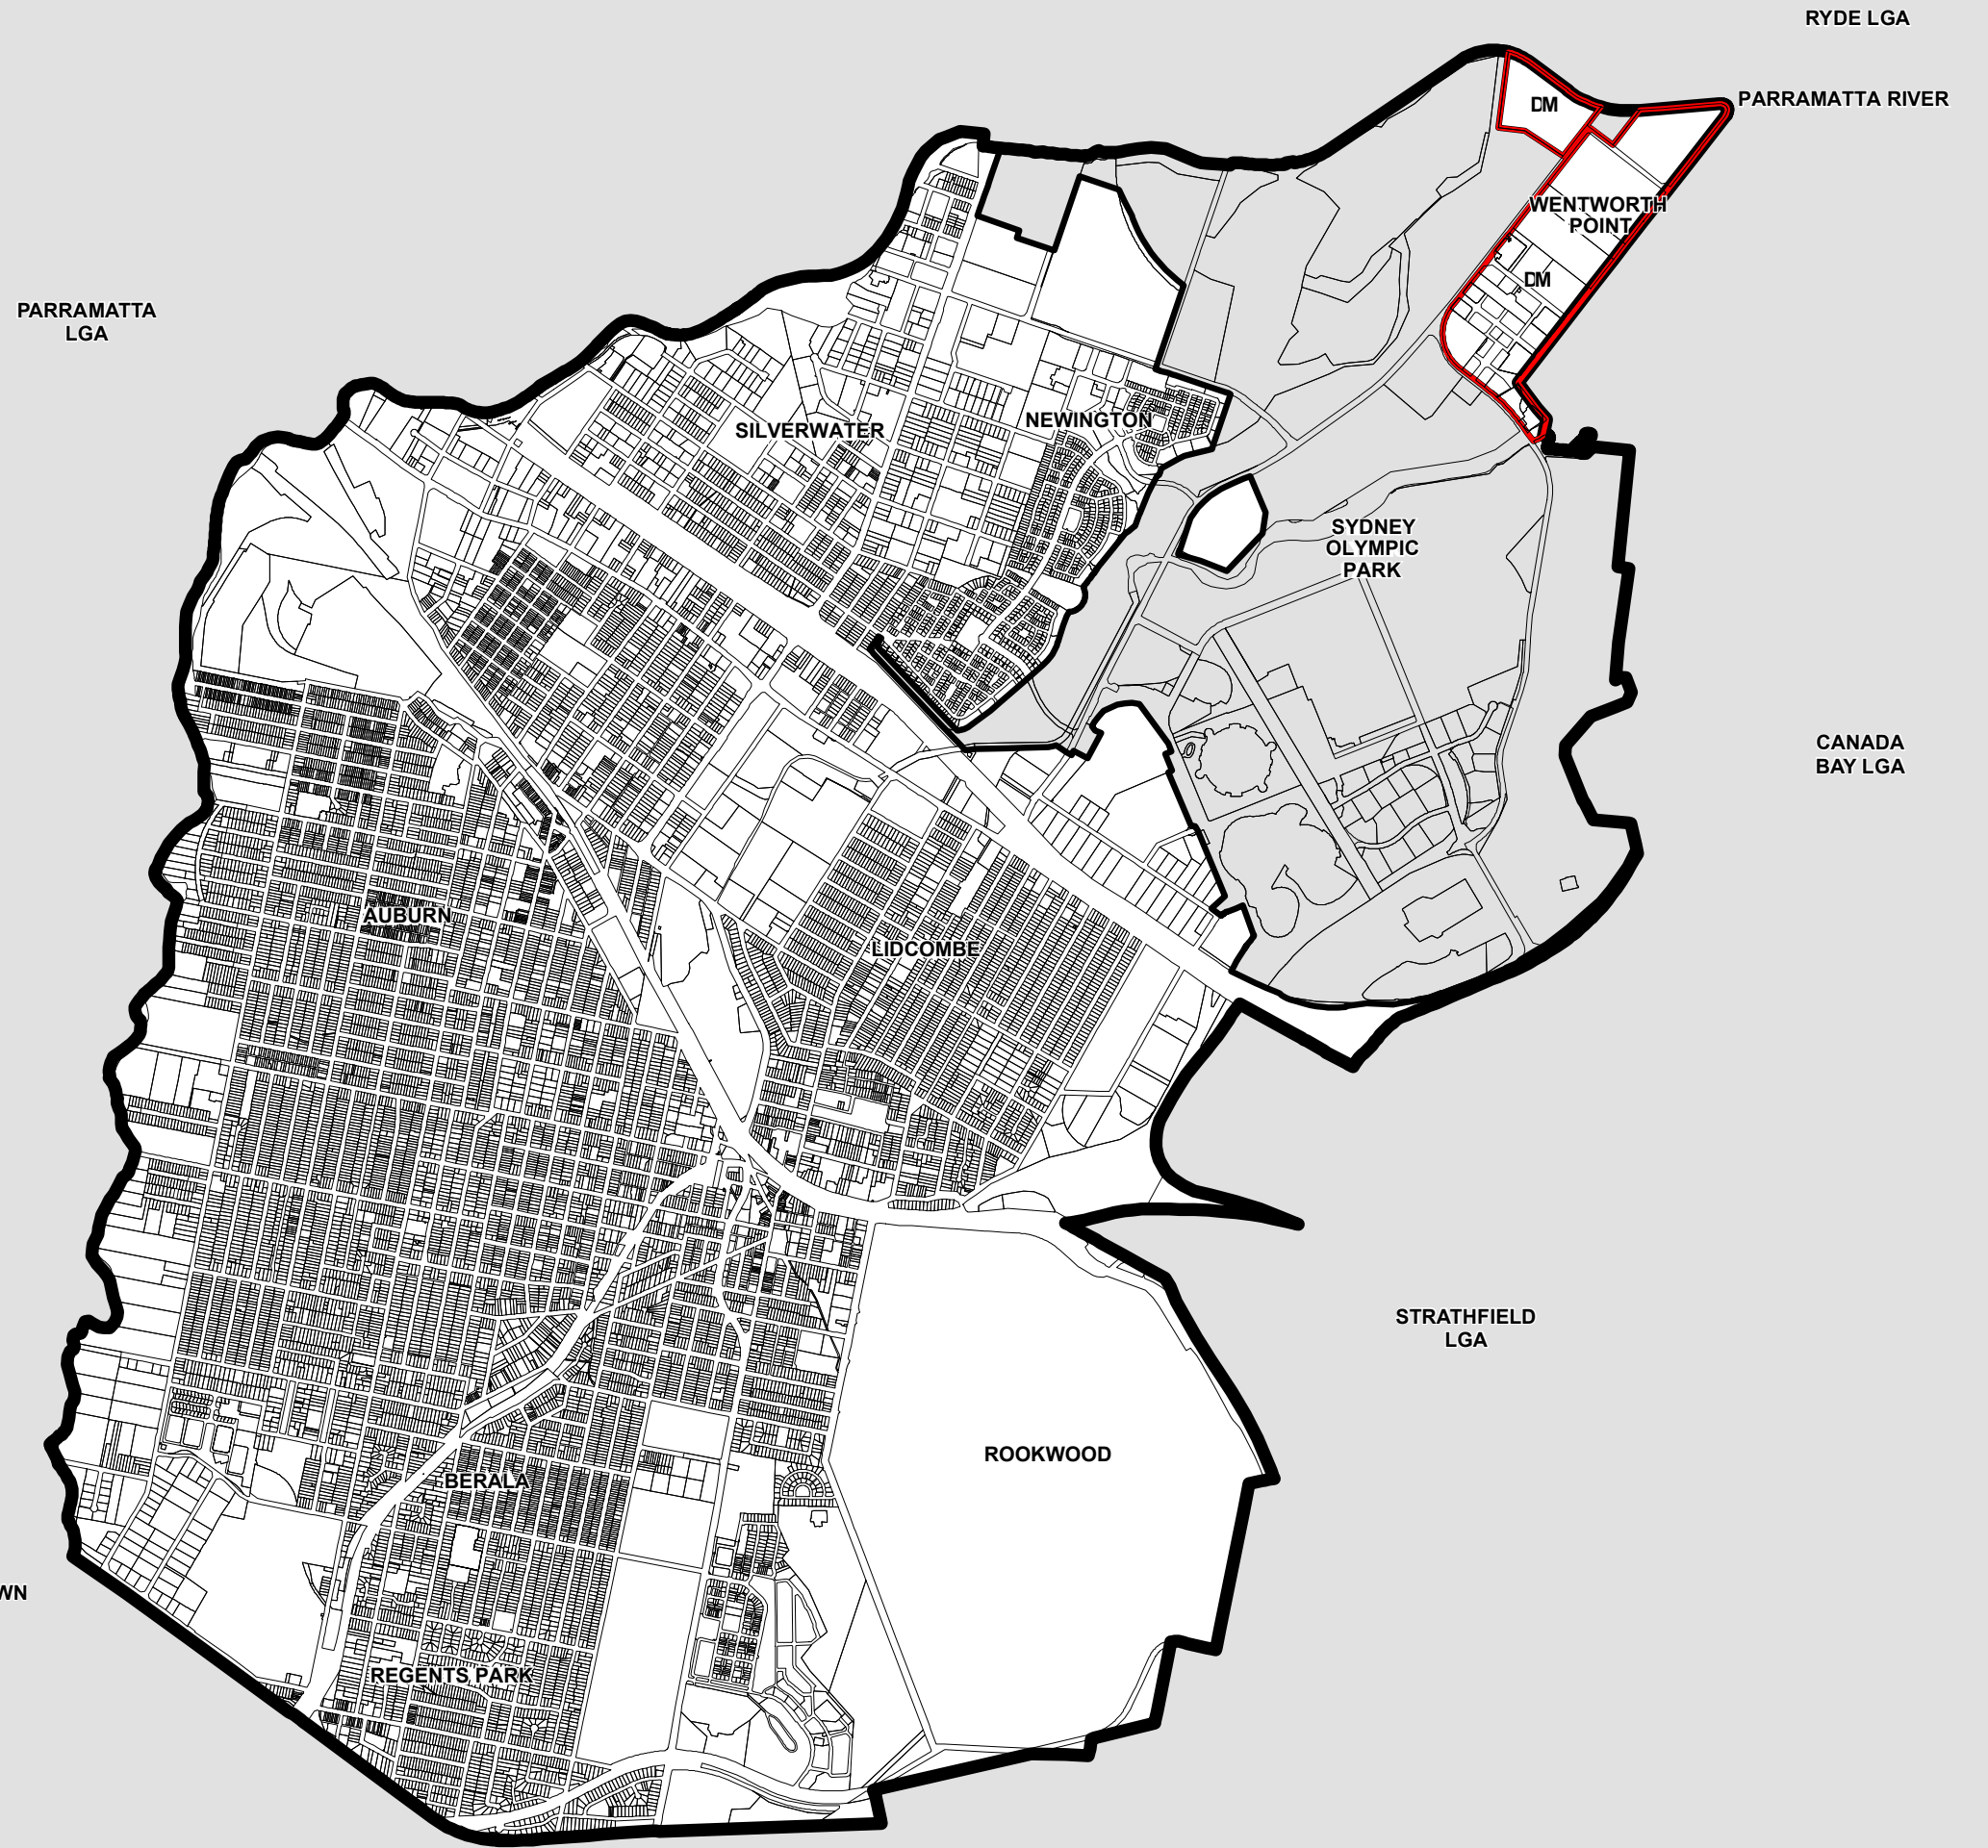 RYDE LGA
PARRAMATTA RIVER
DM
WENTWORTH
POINT
DM
PARRAMATTA
LGA
SILVERWATER
NEWINGTON
SYDNEY
OLYMPIC
PARK
CANADA
BAY LGA
AUBURN
LIDCOMBE
STRATHFIELD
LGA
ROOKWOOD
BERALA
WN
REGENTS PARK